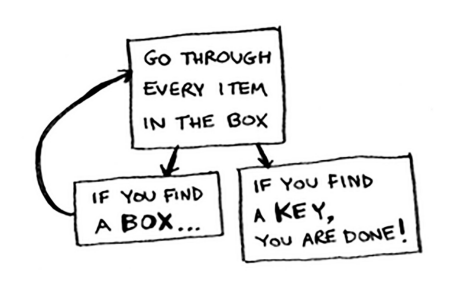 GO THROUGH
EVERY ITEM
IN THE BOX
IF YOU FIND
A BOX...
IF YOU FIND
A KEY,
YOU ARE DONE!